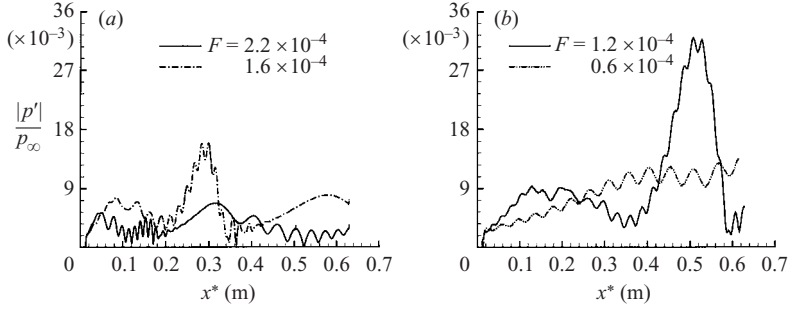 36
(×10⁻³)
27
18
9
|p′|
p∞
(a)
F = 2.2 ×10⁻⁴
1.6 ×10⁻⁴
0 0.1 0.2 0.3 0.4 0.5 0.6 0.7
x* (m)
36
(×10⁻³)
27
18
9
(b)
F = 1.2 ×10⁻⁴
0.6 ×10⁻⁴
0 0.1 0.2 0.3 0.4 0.5 0.6 0.7
x* (m)